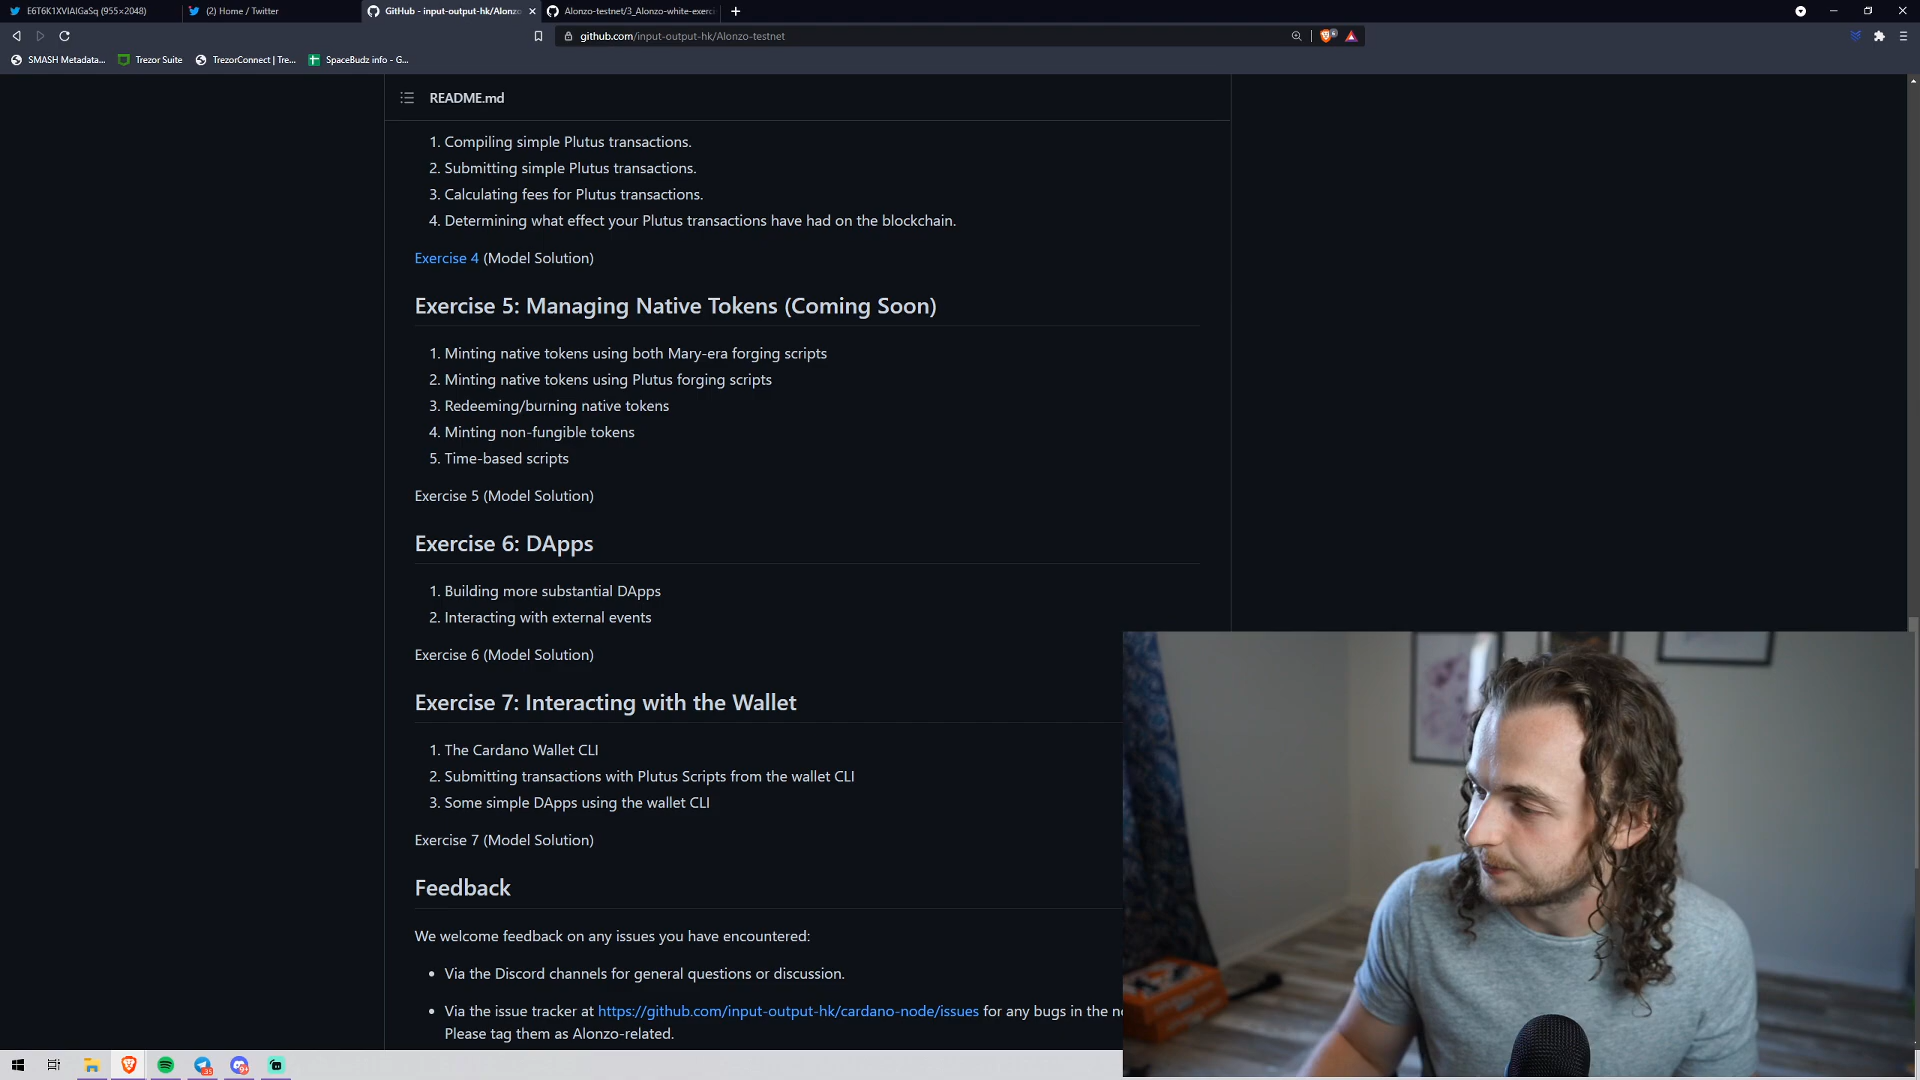 E6T6K1XVIAIGaSq (955×2048)
(2) Home / Twitter
GitHub - input-output-hk/Alonzo
Alonzo-testnet/3_Alonzo-white-exerci
github.com/input-output-hk/Alonzo-testnet
SMASH Metadata...
Trezor Suite
TrezorConnect | Tre...
SpaceBudz info - G...
README.md
1. Compiling simple Plutus transactions.
2. Submitting simple Plutus transactions.
3. Calculating fees for Plutus transactions.
4. Determining what effect your Plutus transactions have had on the blockchain.
Exercise 4 (Model Solution)
Exercise 5: Managing Native Tokens (Coming Soon)
1. Minting native tokens using both Mary-era forging scripts
2. Minting native tokens using Plutus forging scripts
3. Redeeming/burning native tokens
4. Minting non-fungible tokens
5. Time-based scripts
Exercise 5 (Model Solution)
Exercise 6: DApps
1. Building more substantial DApps
2. Interacting with external events
Exercise 6 (Model Solution)
Exercise 7: Interacting with the Wallet
1. The Cardano Wallet CLI
2. Submitting transactions with Plutus Scripts from the wallet CLI
3. Some simple DApps using the wallet CLI
Exercise 7 (Model Solution)
Feedback
We welcome feedback on any issues you have encountered:
• Via the Discord channels for general questions or discussion.
• Via the issue tracker at https://github.com/input-output-hk/cardano-node/issues for any bugs in the
Please tag them as Alonzo-related.